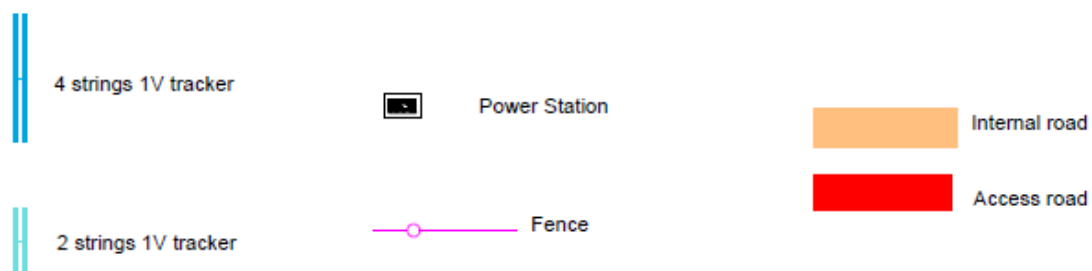 4 strings 1V tracker
Power Station
Internal road
Access road
Fence
2 strings 1V tracker